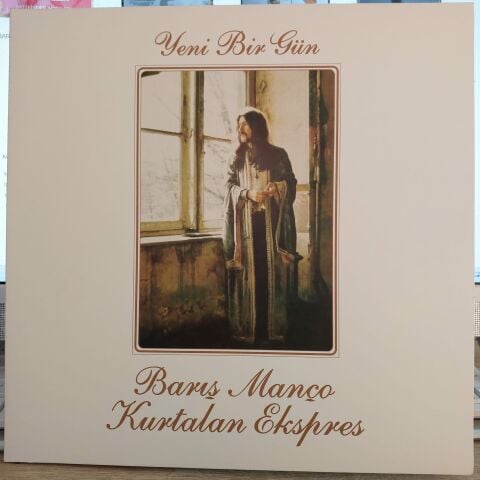 Yeni Bir Gün
Barış Manço
Kurtalan Ekspres